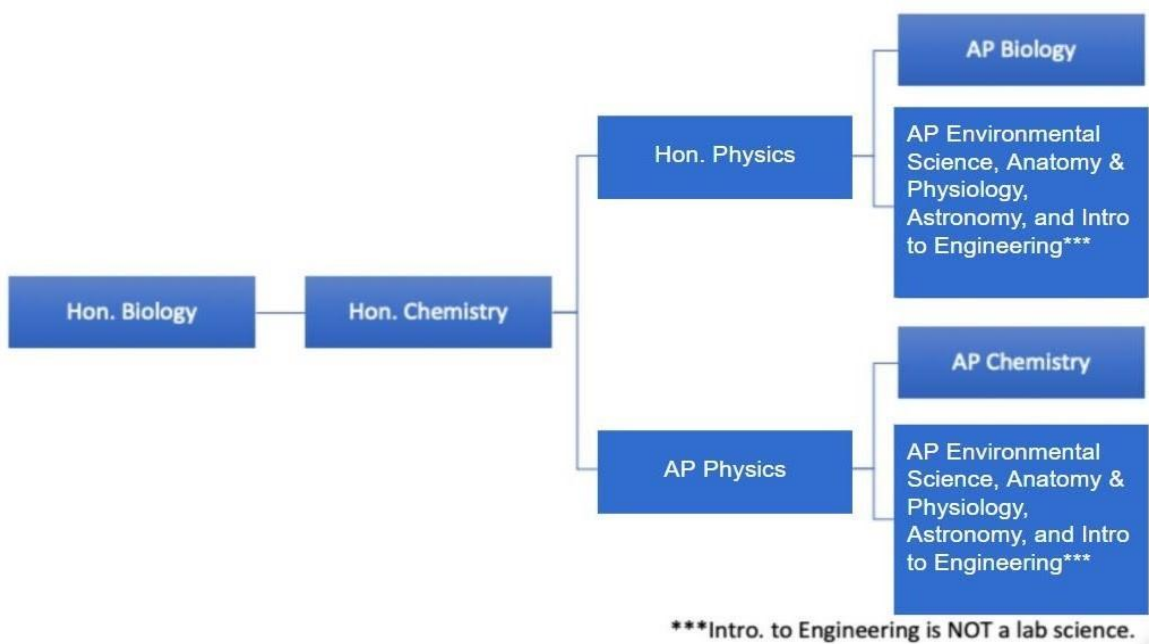 AP Biology
Hon. Physics
AP Environmental
Science, Anatomy &
Physiology,
Astronomy, and Intro
to Engineering***
Hon. Biology
Hon. Chemistry
AP Chemistry
AP Physics
AP Environmental
Science, Anatomy &
Physiology,
Astronomy, and Intro
to Engineering***
***Intro. to Engineering is NOT a lab science.